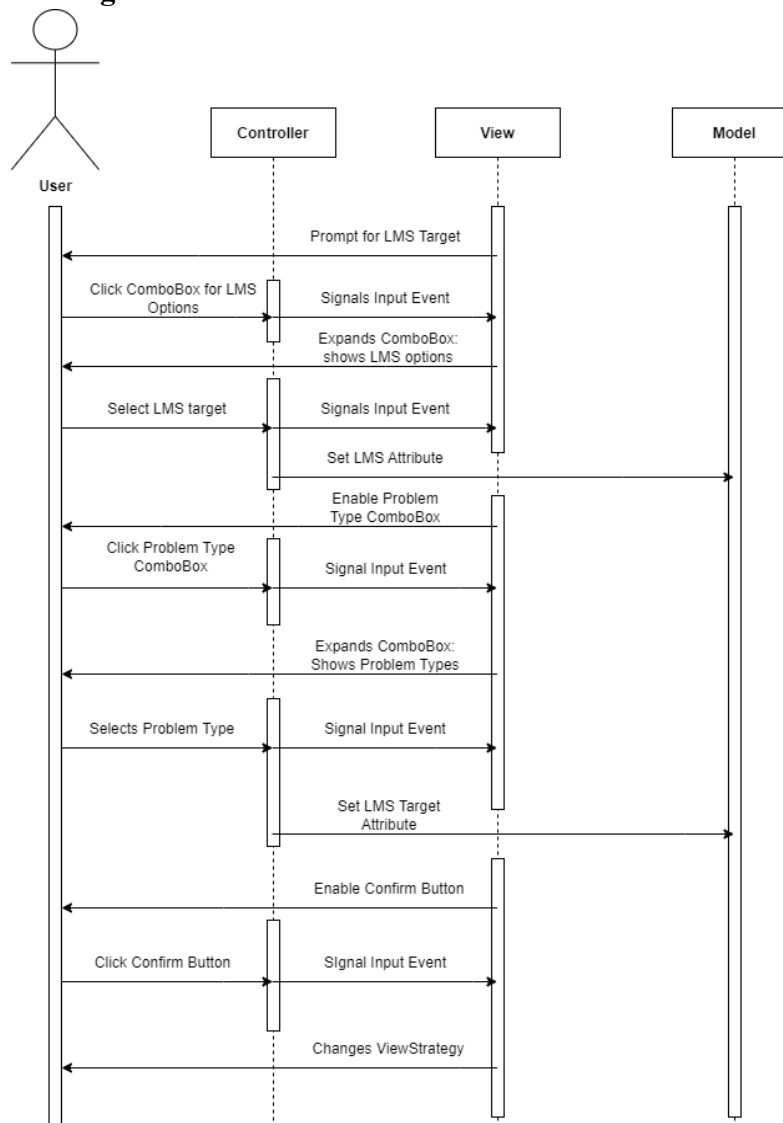 Controller
View
Model
User
Prompt for LMS Target
Click ComboBox for LMS
Options
Signals Input Event
Expands ComboBox:
shows LMS options
Select LMS target
Signals Input Event
Set LMS Attribute
Enable Problem
Type ComboBox
Click Problem Type
ComboBox
Signal Input Event
Expands ComboBox:
Shows Problem Types
Selects Problem Type
Signal Input Event
Set LMS Target
Attribute
Enable Confirm Button
Click Confirm Button
SIgnal Input Event
Changes ViewStrategy